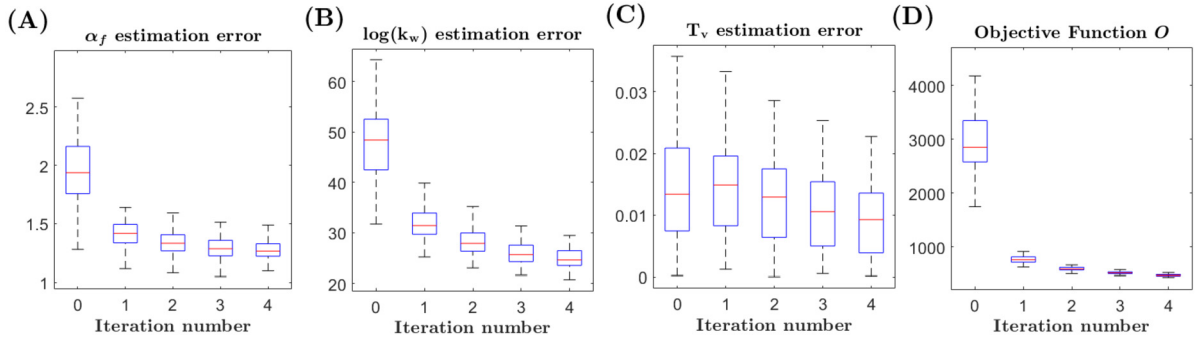 (A)
α_f estimation error
2.5
2
1.5
1
0 1 2 3 4
Iteration number
(B)
log(k_w) estimation error
60
50
40
30
20
0 1 2 3 4
Iteration number
(C)
T_v estimation error
0.03
0.02
0.01
0
0 1 2 3 4
Iteration number
(D)
Objective Function O
4000
3000
2000
1000
0 1 2 3 4
Iteration number